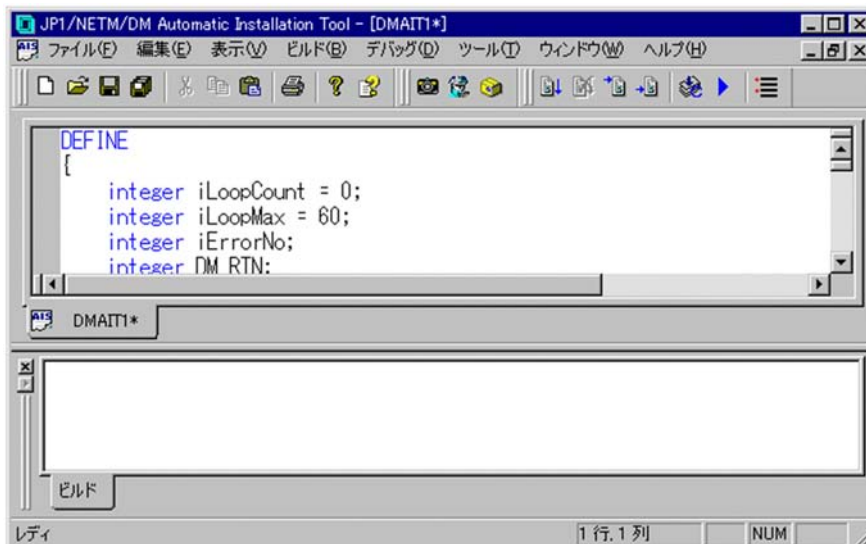 JP1/NETM/DM Automatic Installation Tool - [DMAIT1*]
ファイル(F) 編集(E) 表示(V) ビルド(B) デバッグ(D) ツール(T) ウィンドウ(W) ヘルプ(H)
DEFINE
{
integer iLoopCount = 0;
integer iLoopMax = 60;
integer iErrorNo;
integer DM_RTN;
AIS DMAIT1*
ビルド
レディ 1 行, 1 列 NUM